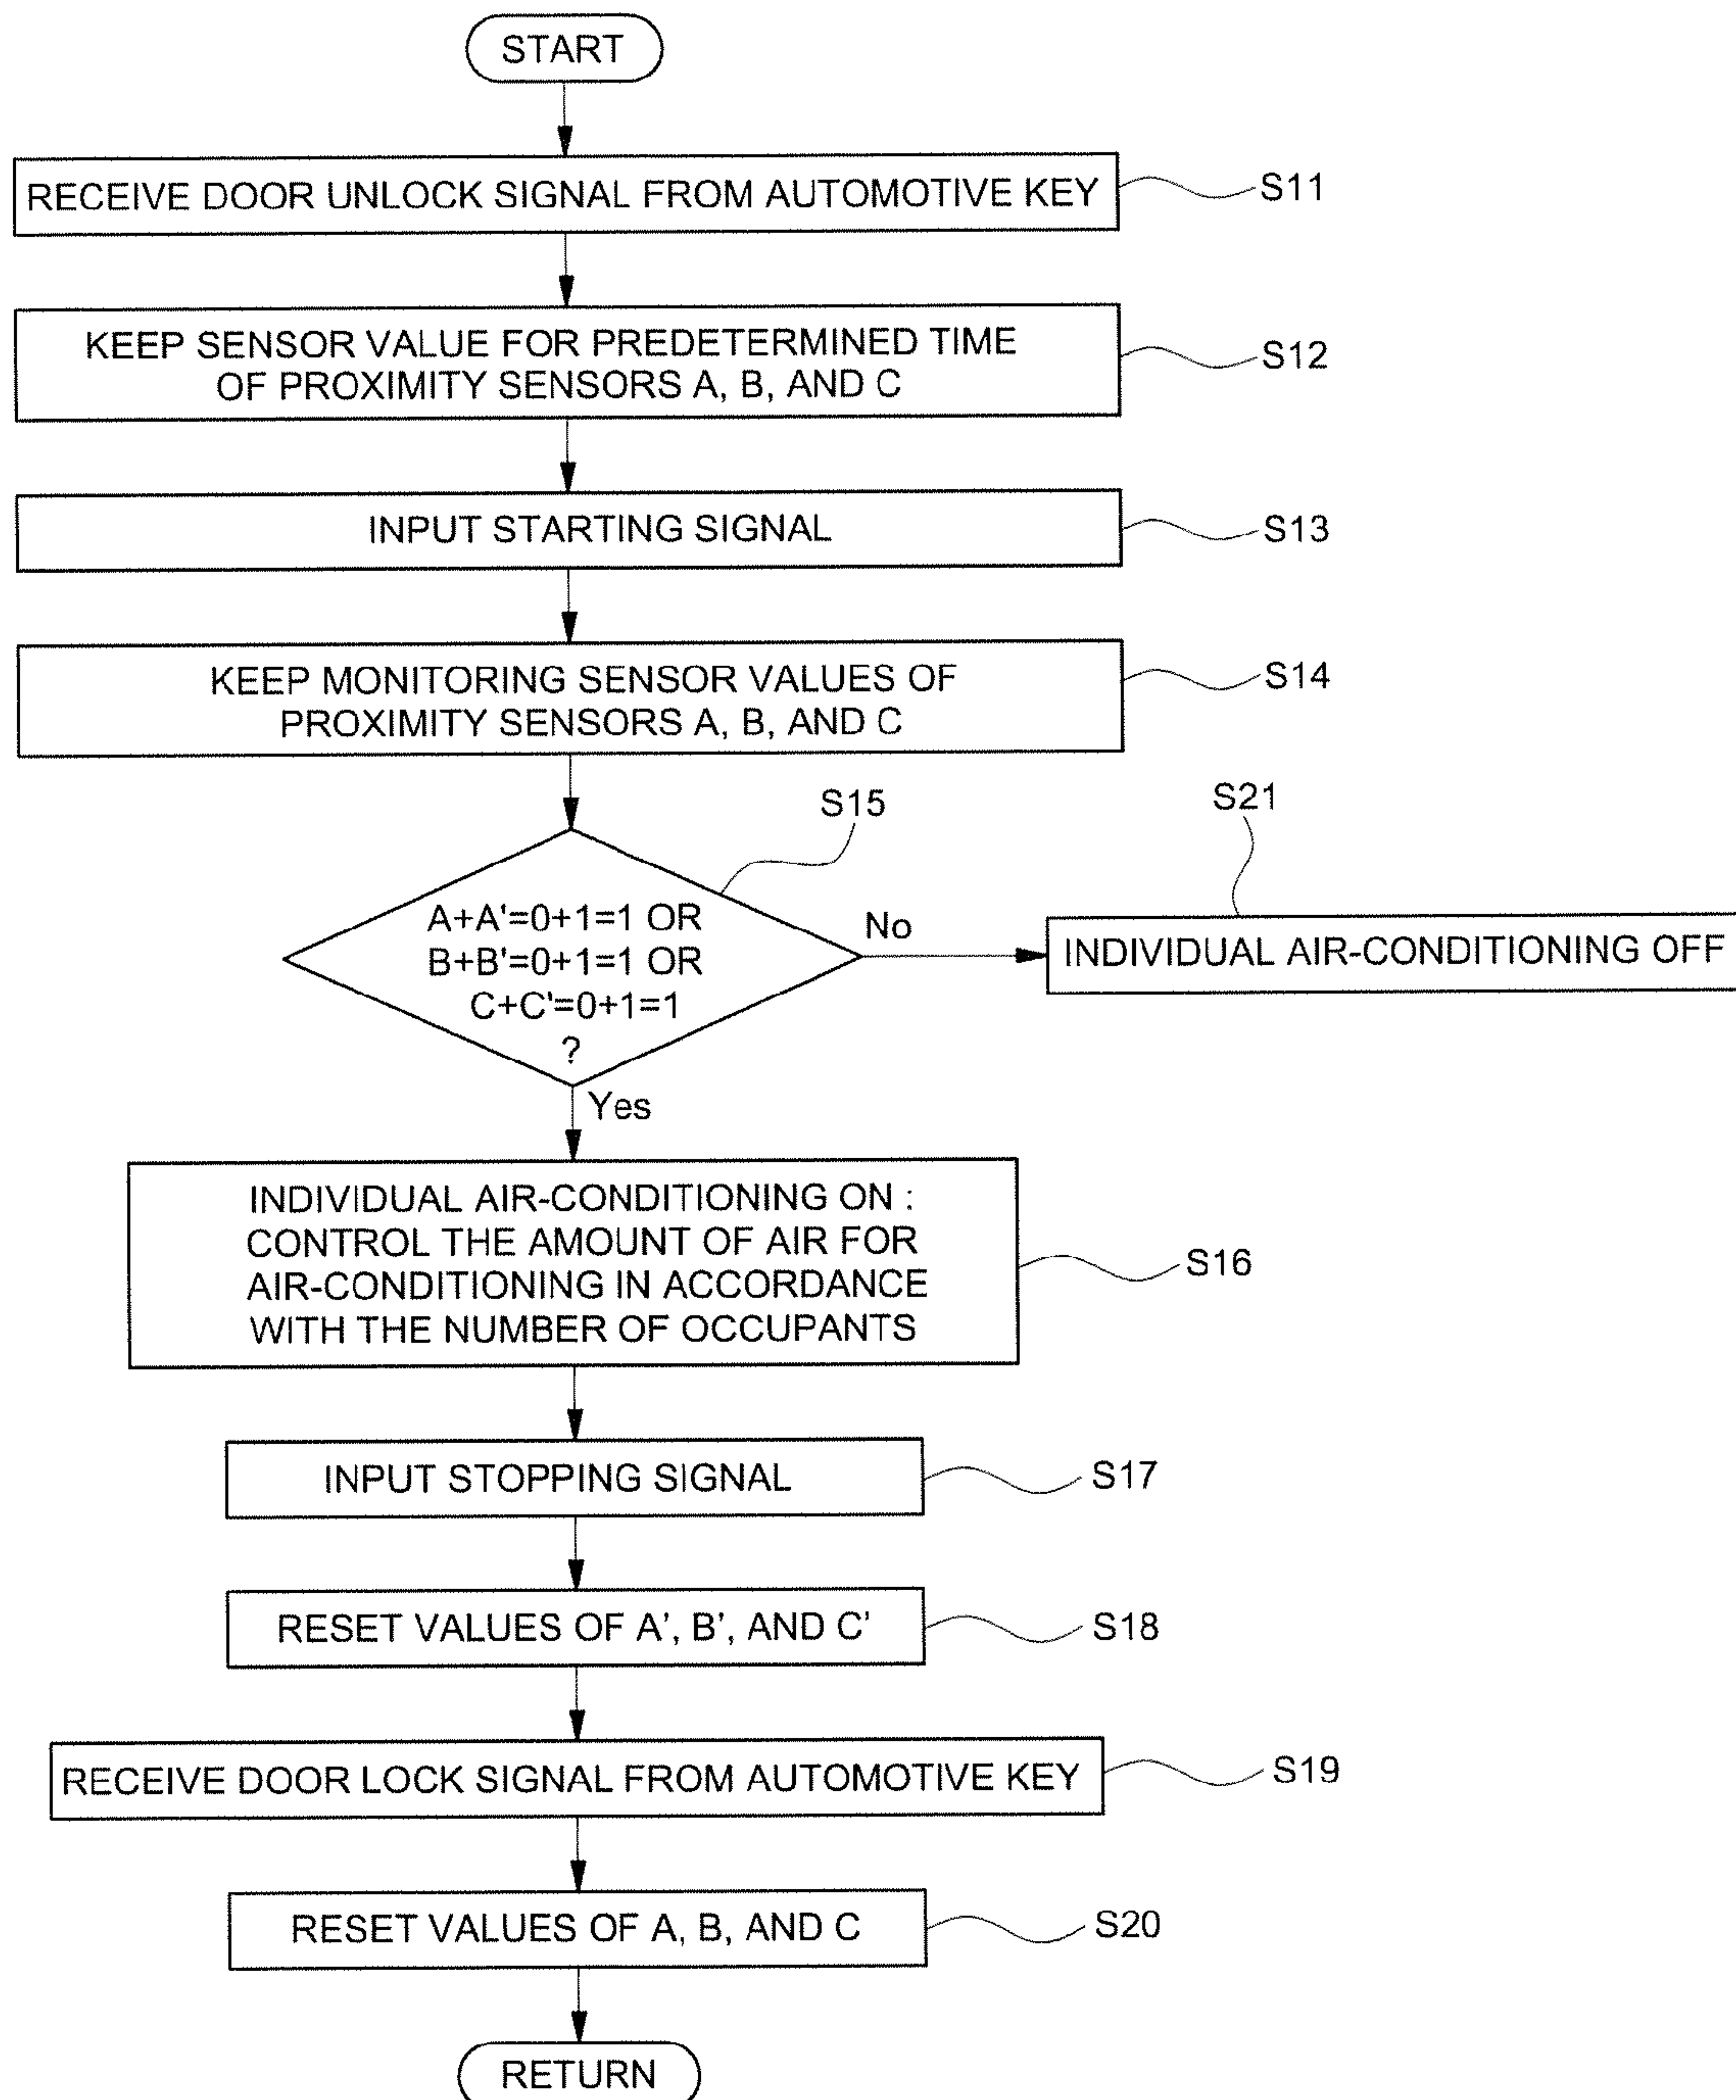 START
RECEIVE DOOR UNLOCK SIGNAL FROM AUTOMOTIVE KEY
S11
KEEP SENSOR VALUE FOR PREDETERMINED TIME
OF PROXIMITY SENSORS A, B, AND C
S12
INPUT STARTING SIGNAL
S13
KEEP MONITORING SENSOR VALUES OF
PROXIMITY SENSORS A, B, AND C
S14
S15
A+A'=0+1=1 OR
B+B'=0+1=1 OR
C+C'=0+1=1
?
No
S21
INDIVIDUAL AIR-CONDITIONING OFF
Yes
INDIVIDUAL AIR-CONDITIONING ON :
CONTROL THE AMOUNT OF AIR FOR
AIR-CONDITIONING IN ACCORDANCE
WITH THE NUMBER OF OCCUPANTS
S16
INPUT STOPPING SIGNAL
S17
RESET VALUES OF A’, B’, AND C’
S18
RECEIVE DOOR LOCK SIGNAL FROM AUTOMOTIVE KEY
S19
RESET VALUES OF A, B, AND C
S20
RETURN